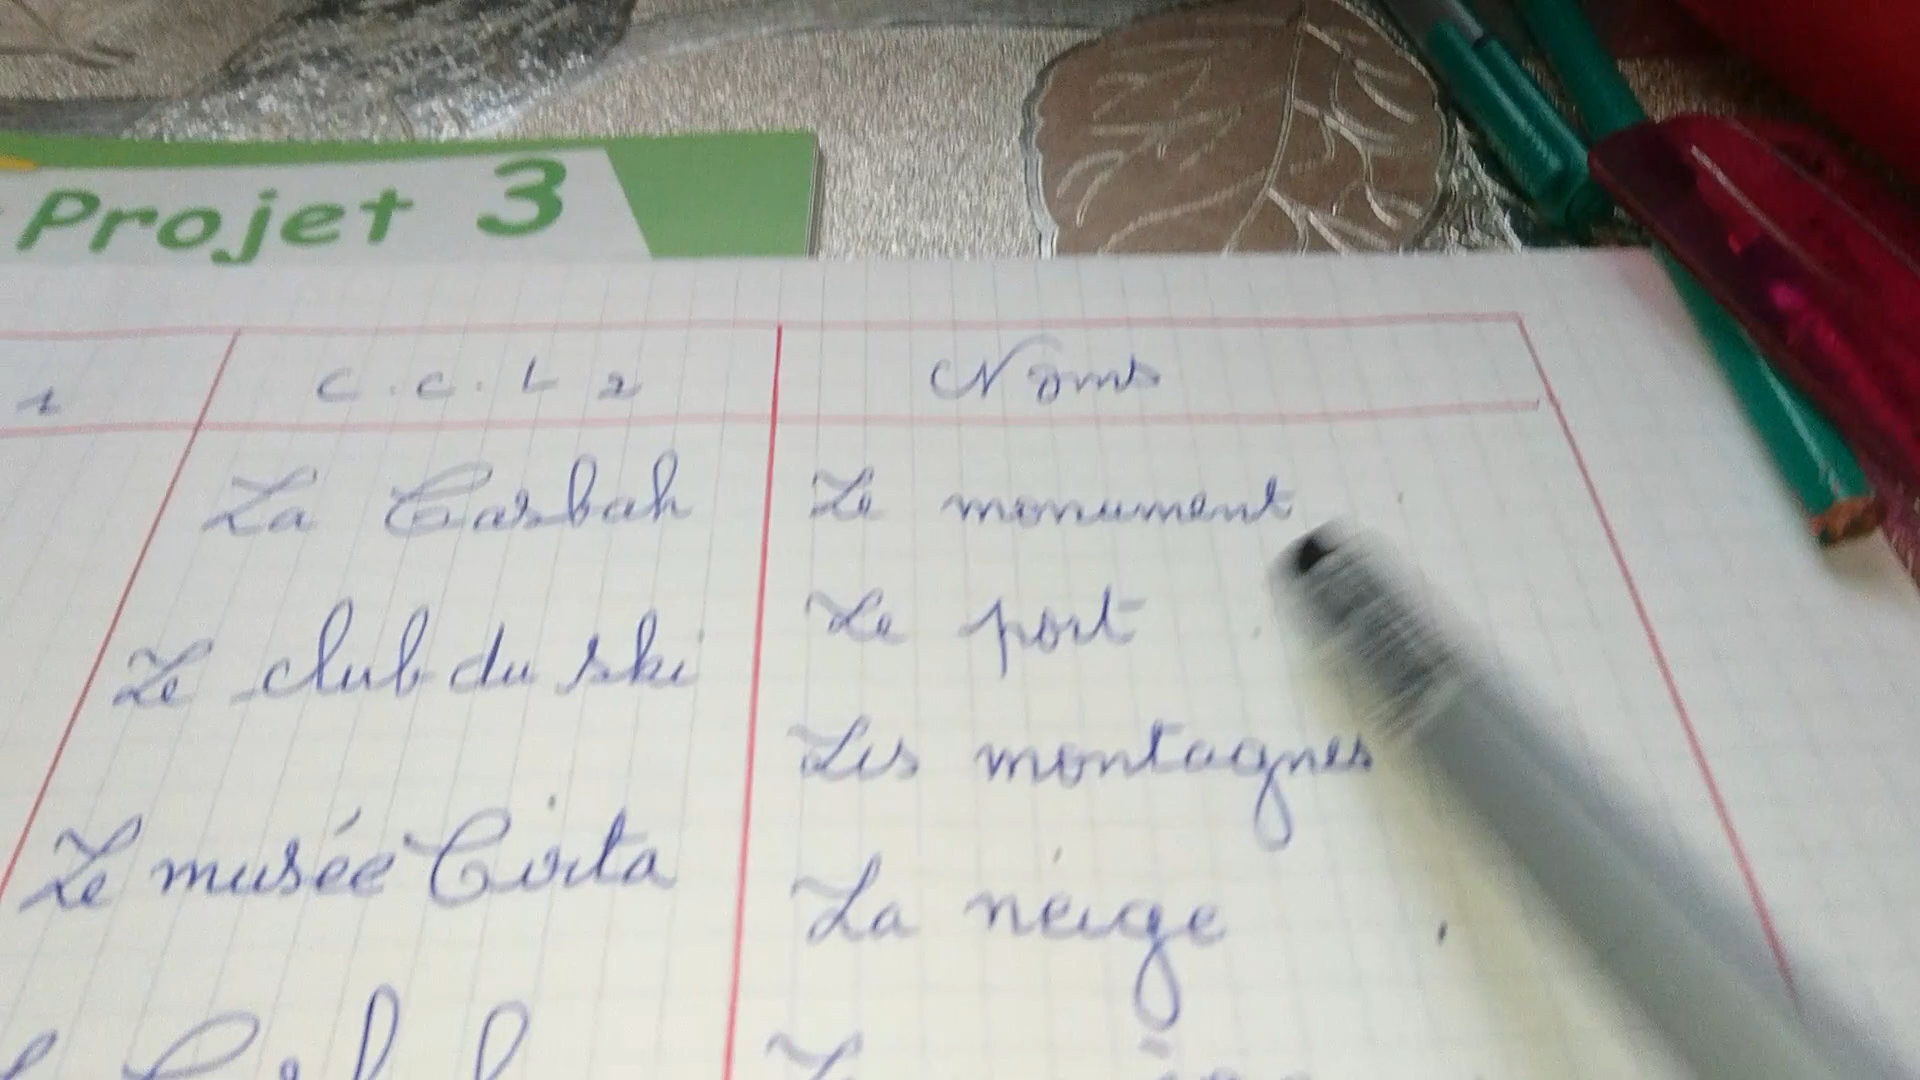 Projet 3
1 C.C.L 2 Noms
La Casbah Le monument
Le club du ski Le port
Le musée Cirta Les montagnes
La neige